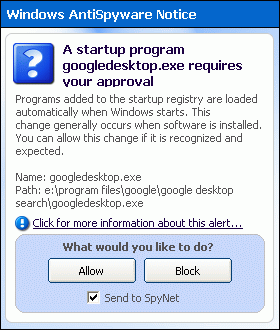 Windows AntiSpyware Notice
A startup program
googledesktop.exe requires
your approval
Programs added to the startup registry are loaded
automatically when Windows starts. This
change generally occurs when software is installed.
You can allow this change if it is recognized and
expected.
Name: googledesktop.exe
Path: e:\program files\google\google desktop
search\googledesktop.exe
Click for more information about this alert...
What would you like to do?
Allow Block
Send to SpyNet